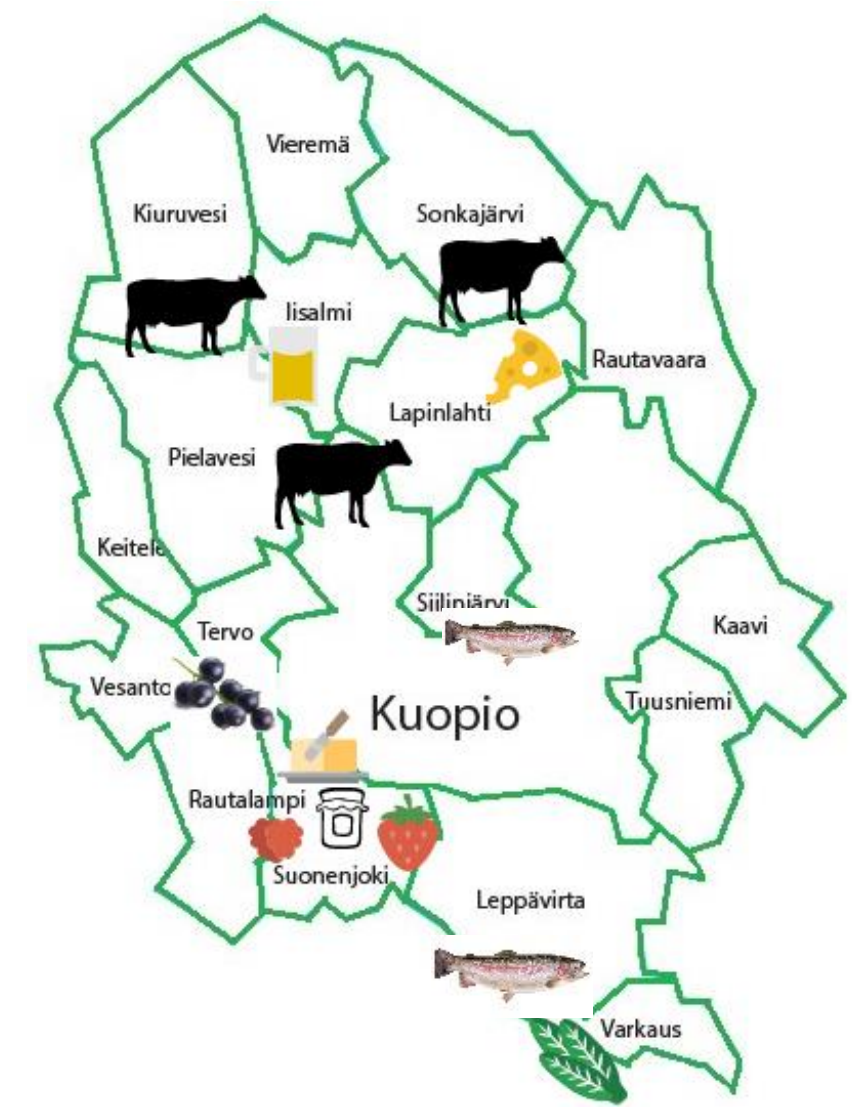 Vieremä
Kiuruvesi
Sonkajärvi
Iisalmi
Rautavaara
Lapinlahti
Pielavesi
Keitele
Siilinjärvi
Kaavi
Tervo
Vesanto
Tuusniemi
Kuopio
Rautalampi
Suonenjoki
Leppävirta
Varkaus